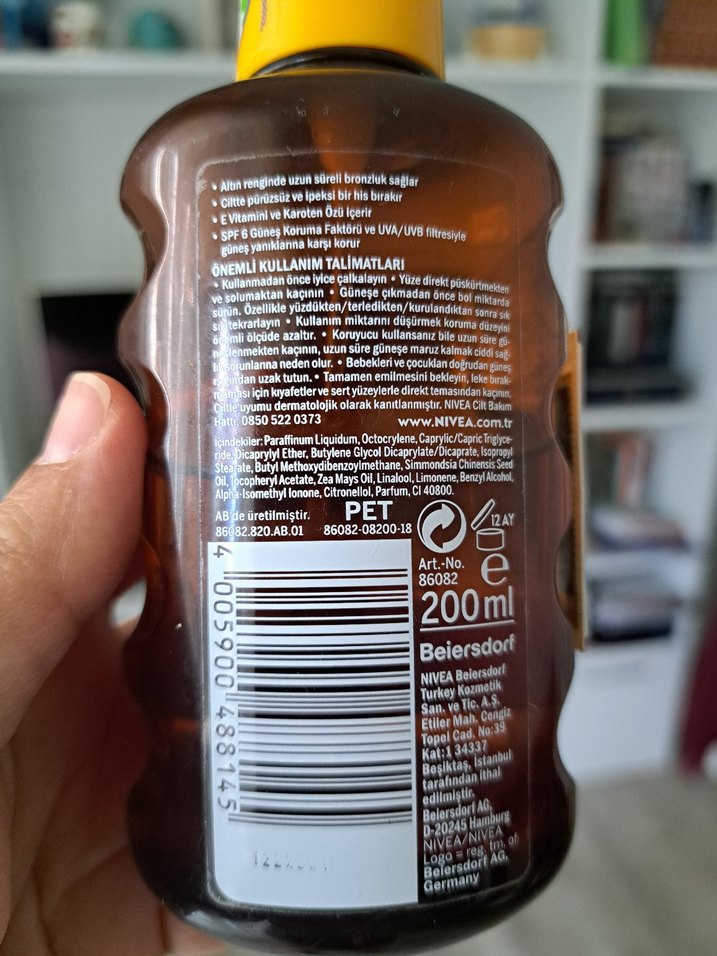 • Altın renginde uzun süreli bronzluk sağlar
• Ciltte pürüzsüz ve ipeksi bir his bırakır
• E Vitamini ve Karoten Özü içerir
• SPF 6 Güneş Koruma Faktörü ve UVA/UVB filtresiyle
güneş yanıklarına karşı korur
ÖNEMLİ KULLANIM TALİMATLARI
• Kullanmadan önce iyice çalkalayın • Yüze direkt püskürtmekten
ve solumaktan kaçının • Güneşe çıkmadan önce bol miktarda
sürün. Özellikle yüzdükten/terledikten/kurulandıktan sonra sık
sık tekrarlayın • Kullanım miktarını düşürmek koruma düzeyini
önemli ölçüde azaltır. • Koruyucu kullansanız bile uzun süre gü-
neşlenmekten kaçının, uzun süre güneşe maruz kalmak ciddi sağ-
lık sorunlarına neden olur. • Bebekleri ve çocukları doğrudan güneş
ışığından uzak tutun. • Tamamen emilmesini bekleyin, leke bırak-
maması için kıyafetler ve sert yüzeylerle direkt temasından kaçının.
Ciltle uyumu dermatolojik olarak kanıtlanmıştır. NIVEA Cilt Bakım
Hattı: 0850 522 0373 www.NIVEA.com.tr
İçindekiler: Paraffinum Liquidum, Octocrylene, Caprylic/Capric Triglyce-
ride, Dicaprylyl Ether, Butylene Glycol Dicaprylate/Dicaprate, Isopropyl
Stearate, Butyl Methoxydibenzoylmethane, Simmondsia Chinensis Seed
Oil, Tocopheryl Acetate, Zea Mays Oil, Linalool, Limonene, Benzyl Alcohol,
Alpha-Isomethyl Ionone, Citronellol, Parfum, CI 40800.
AB'de üretilmiştir. PET
86082.820.AB.01 86082-08200-18
12 AY
Art.-No.
86082
e
200 ml
Beiersdorf
NIVEA Beiersdorf
Turkey Kozmetik
San. ve Tic. A.Ş.
Etiler Mah. Cengiz
Topel Cad. No:39
Kat:1 34337
Beşiktaş, İstanbul
tarafından ithal
edilmiştir.
Beiersdorf AG,
D-20245 Hamburg
NIVEA/NIVEA
Logo = reg. tm. of
Beiersdorf AG,
Germany
4 005900 488145